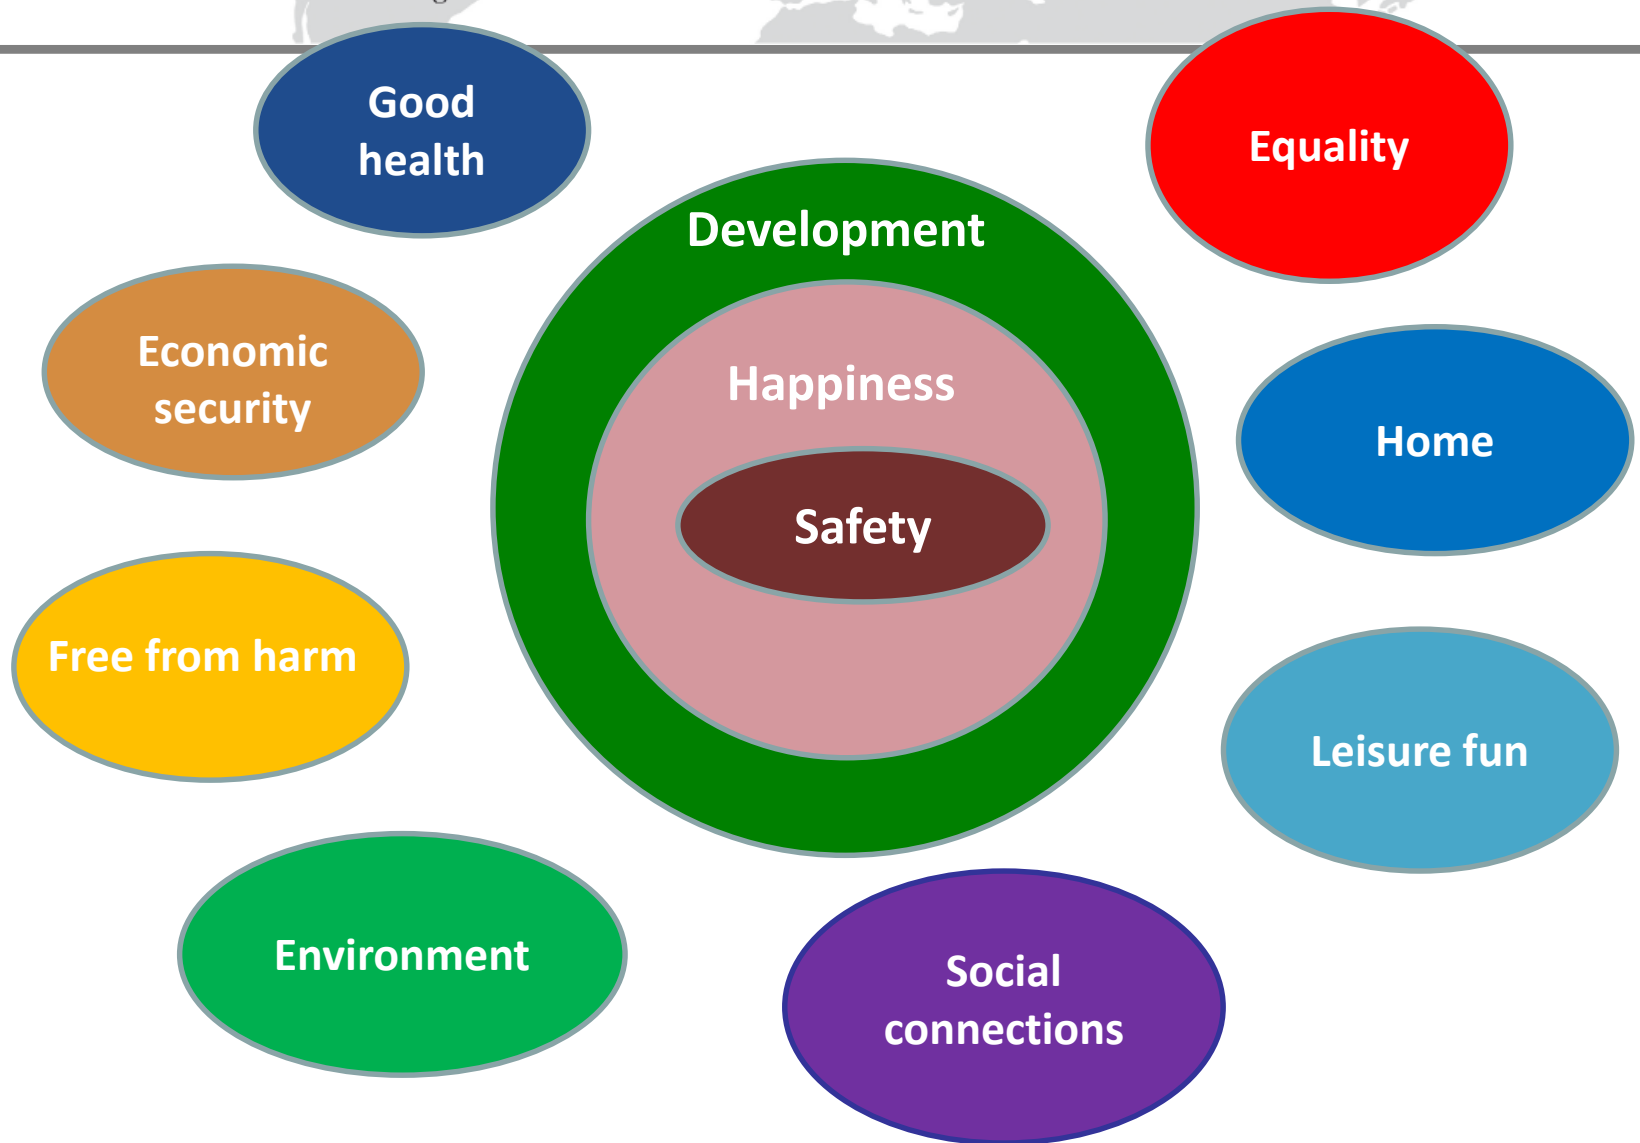 Good
health
Equality
Development
Economic
security
Happiness
Home
Safety
Free from harm
Leisure fun
Environment
Social
connections